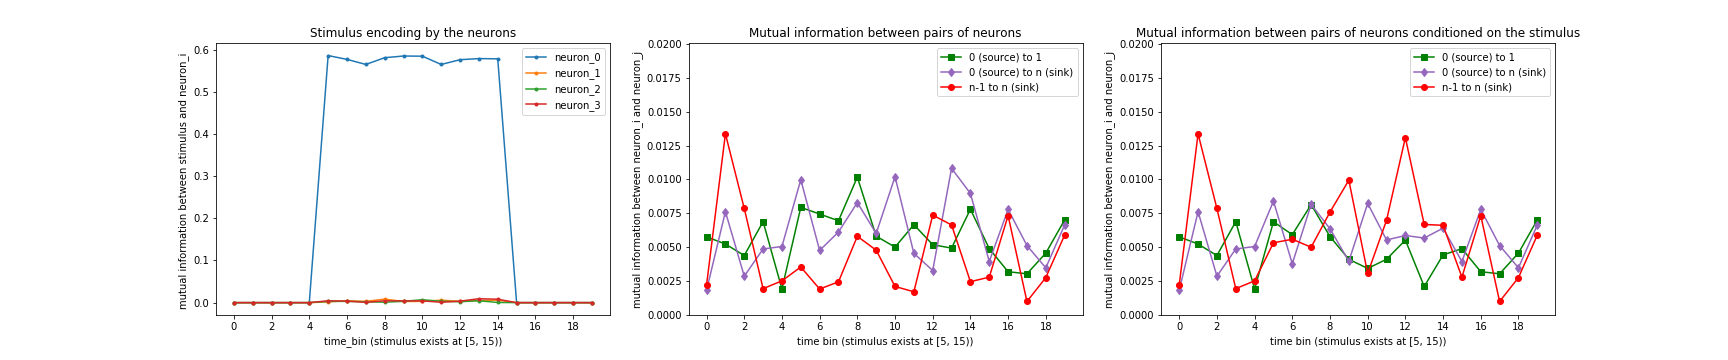 Stimulus encoding by the neurons
mutual information between stimulus and neuron_i
0.6
0.5
0.4
0.3
0.2
0.1
0.0
0 2 4 6 8 10 12 14 16 18
time_bin (stimulus exists at [5, 15))
neuron_0
neuron_1
neuron_2
neuron_3
Mutual information between pairs of neurons
mutual information between neuron_i and neuron_j
0.0200
0.0175
0.0150
0.0125
0.0100
0.0075
0.0050
0.0025
0.0000
0 2 4 6 8 10 12 14 16 18
time bin (stimulus exists at [5, 15))
0 (source) to 1
0 (source) to n (sink)
n-1 to n (sink)
Mutual information between pairs of neurons conditioned on the stimulus
mutual information between neuron_i and neuron_j
0.0200
0.0175
0.0150
0.0125
0.0100
0.0075
0.0050
0.0025
0.0000
0 2 4 6 8 10 12 14 16 18
time bin (stimulus exists at [5, 15))
0 (source) to 1
0 (source) to n (sink)
n-1 to n (sink)